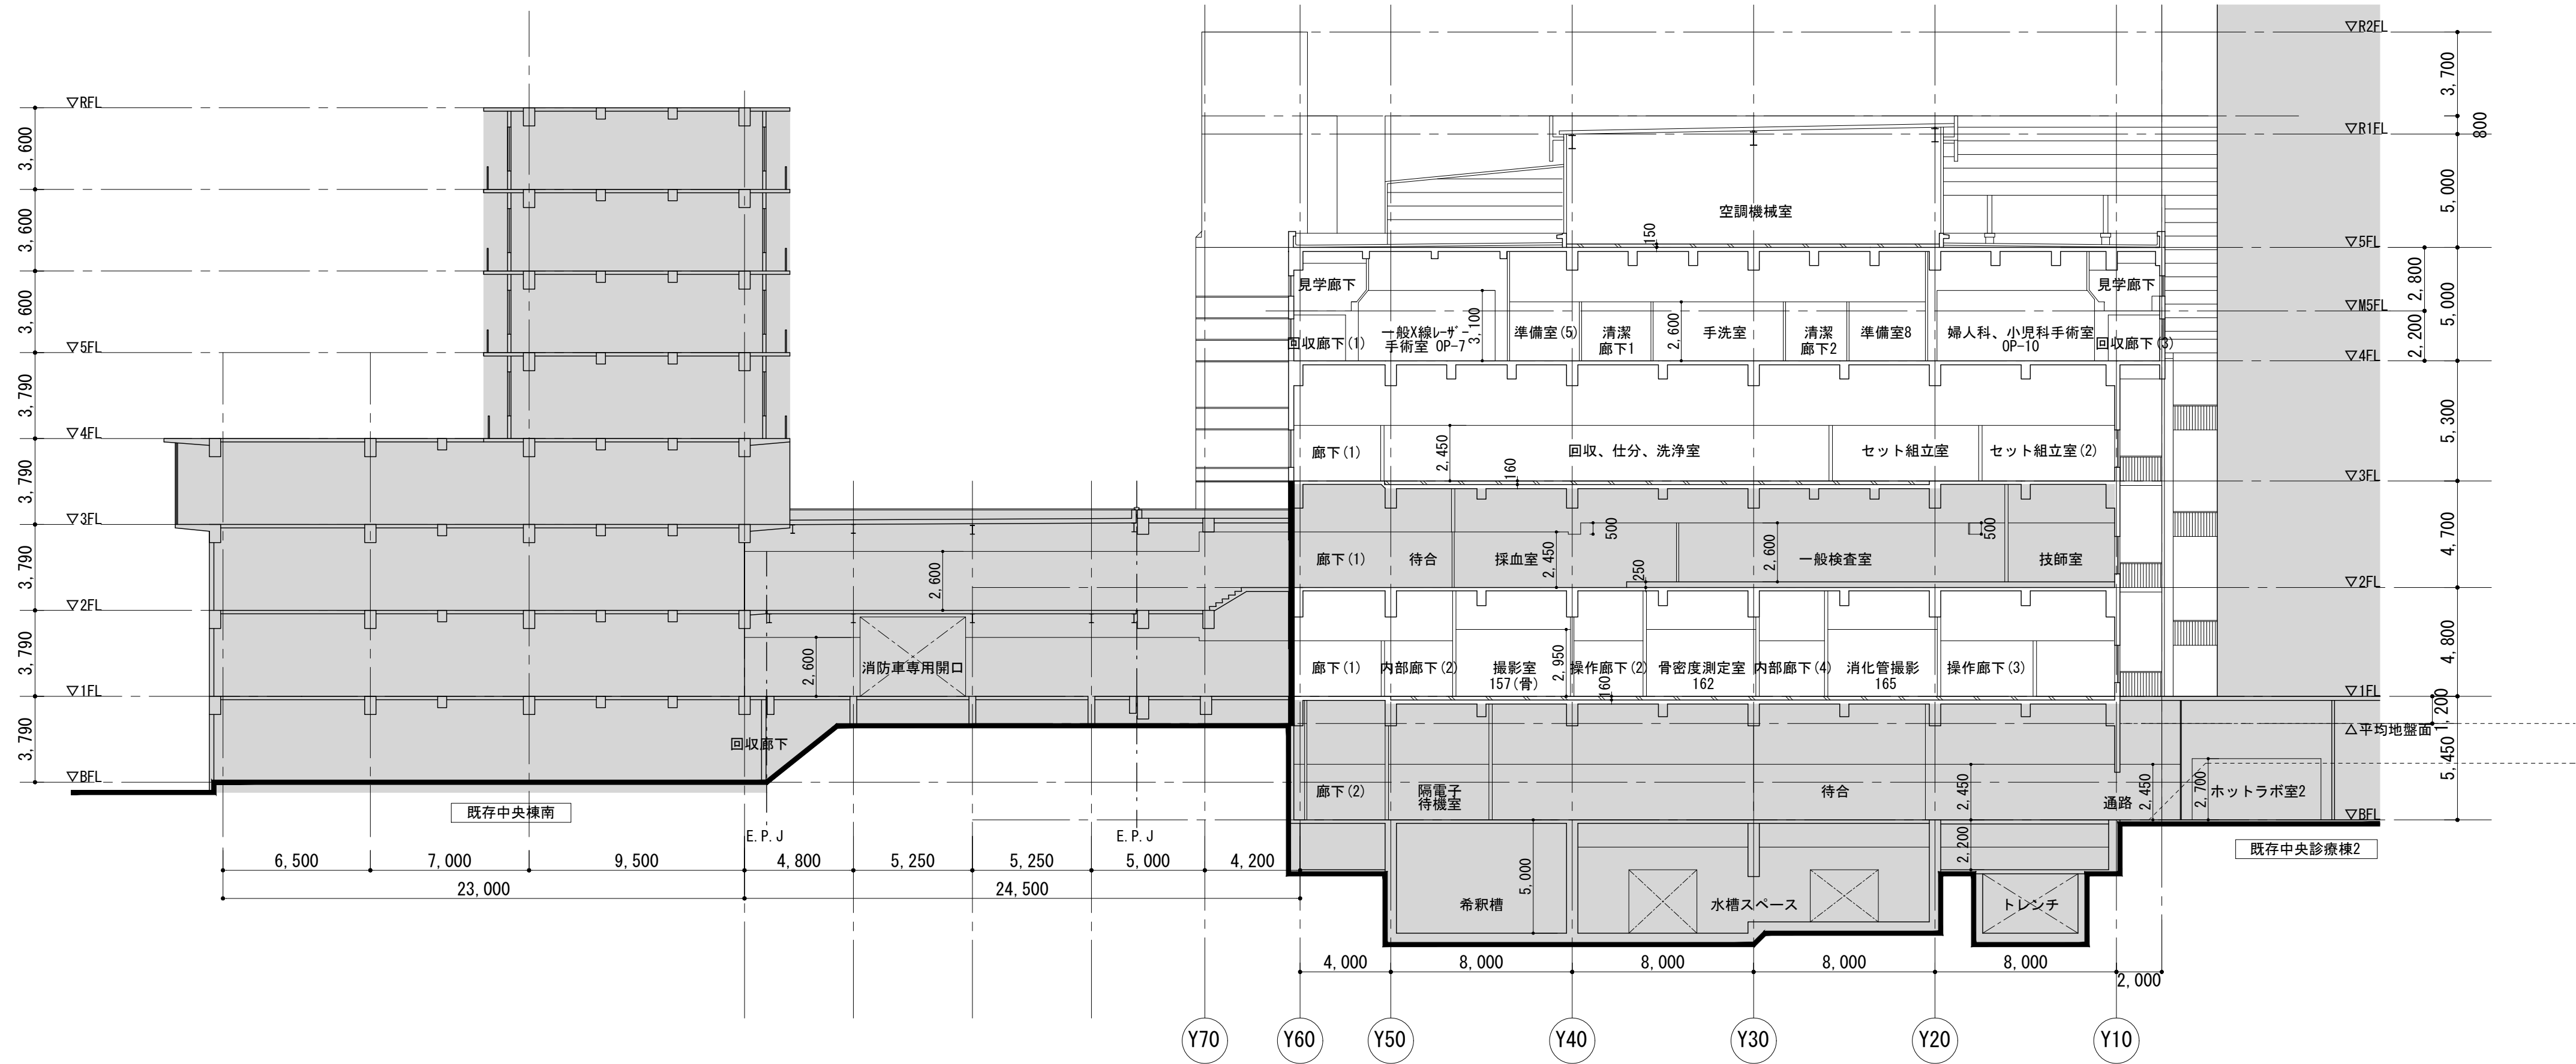 ▽R2FL
3,700
▽RFL
▽R1FL
800
3,600
5,000
空調機械室
150
▽5FL
3,600
2,800
5,000
見学廊下
見学廊下
▽M5FL
3,600
3,100
一般X線レーザー
手術室 OP-7
準備室(5)
清潔
廊下1
2,600
手洗室
清潔
廊下2
準備室8
婦人科、小児科手術室
OP-10
回収廊下(1)
回収廊下(3)
2,200
▽5FL
▽4FL
3,790
5,300
▽4FL
廊下(1)
2,450
回収、仕分、洗浄室
セット組立室
セット組立室(2)
160
▽3FL
3,790
▽3FL
500
500
4,700
廊下(1)
待合
採血室
2,450
2,600
一般検査室
技師室
3,790
2,600
250
▽2FL
▽2FL
4,800
3,790
2,600
消防車専用開口
廊下(1)
内部廊下(2)
撮影室
157(骨)
2,950
操作廊下(2)
骨密度測定室
162
内部廊下(4)
消化管撮影
165
操作廊下(3)
160
▽1FL
▽1FL
1,200
△平均地盤面1
3,790
回収廊下
5,450
▽BFL
廊下(2)
隔電子
待機室
待合
2,450
通路
2,450
2,700
ホットラボ室2
▽BFL
既存中央棟南
E.P.J
E.P.J
2,200
既存中央診療棟2
6,500
7,000
9,500
4,800
5,250
5,250
5,000
4,200
23,000
24,500
5,000
希釈槽
水槽スペース
トレンチ
4,000
8,000
8,000
8,000
8,000
2,000
Y70
Y60
Y50
Y40
Y30
Y20
Y10